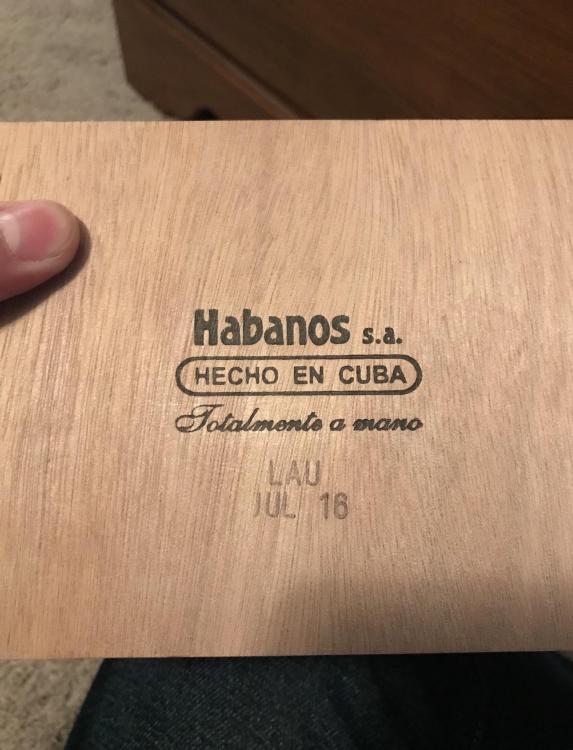 Habanos s.a.
HECHO EN CUBA
Totalmente a mano
LAU
JUL 16